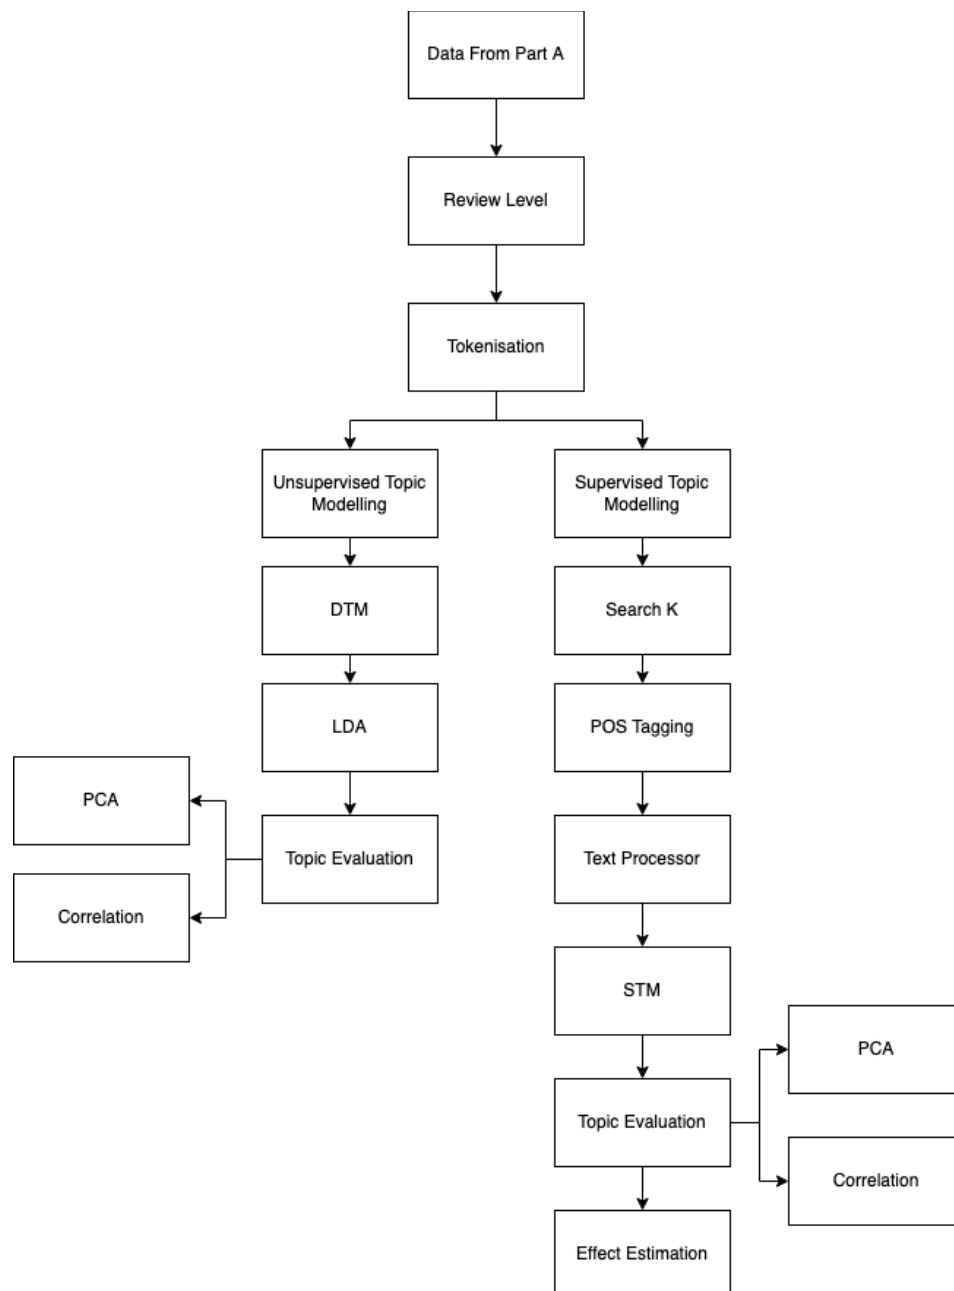 Data From Part A
Review Level
Tokenisation
Unsupervised Topic
Modelling
Supervised Topic
Modelling
DTM
Search K
LDA
POS Tagging
PCA
Topic Evaluation
Text Processor
Correlation
STM
PCA
Topic Evaluation
Correlation
Effect Estimation